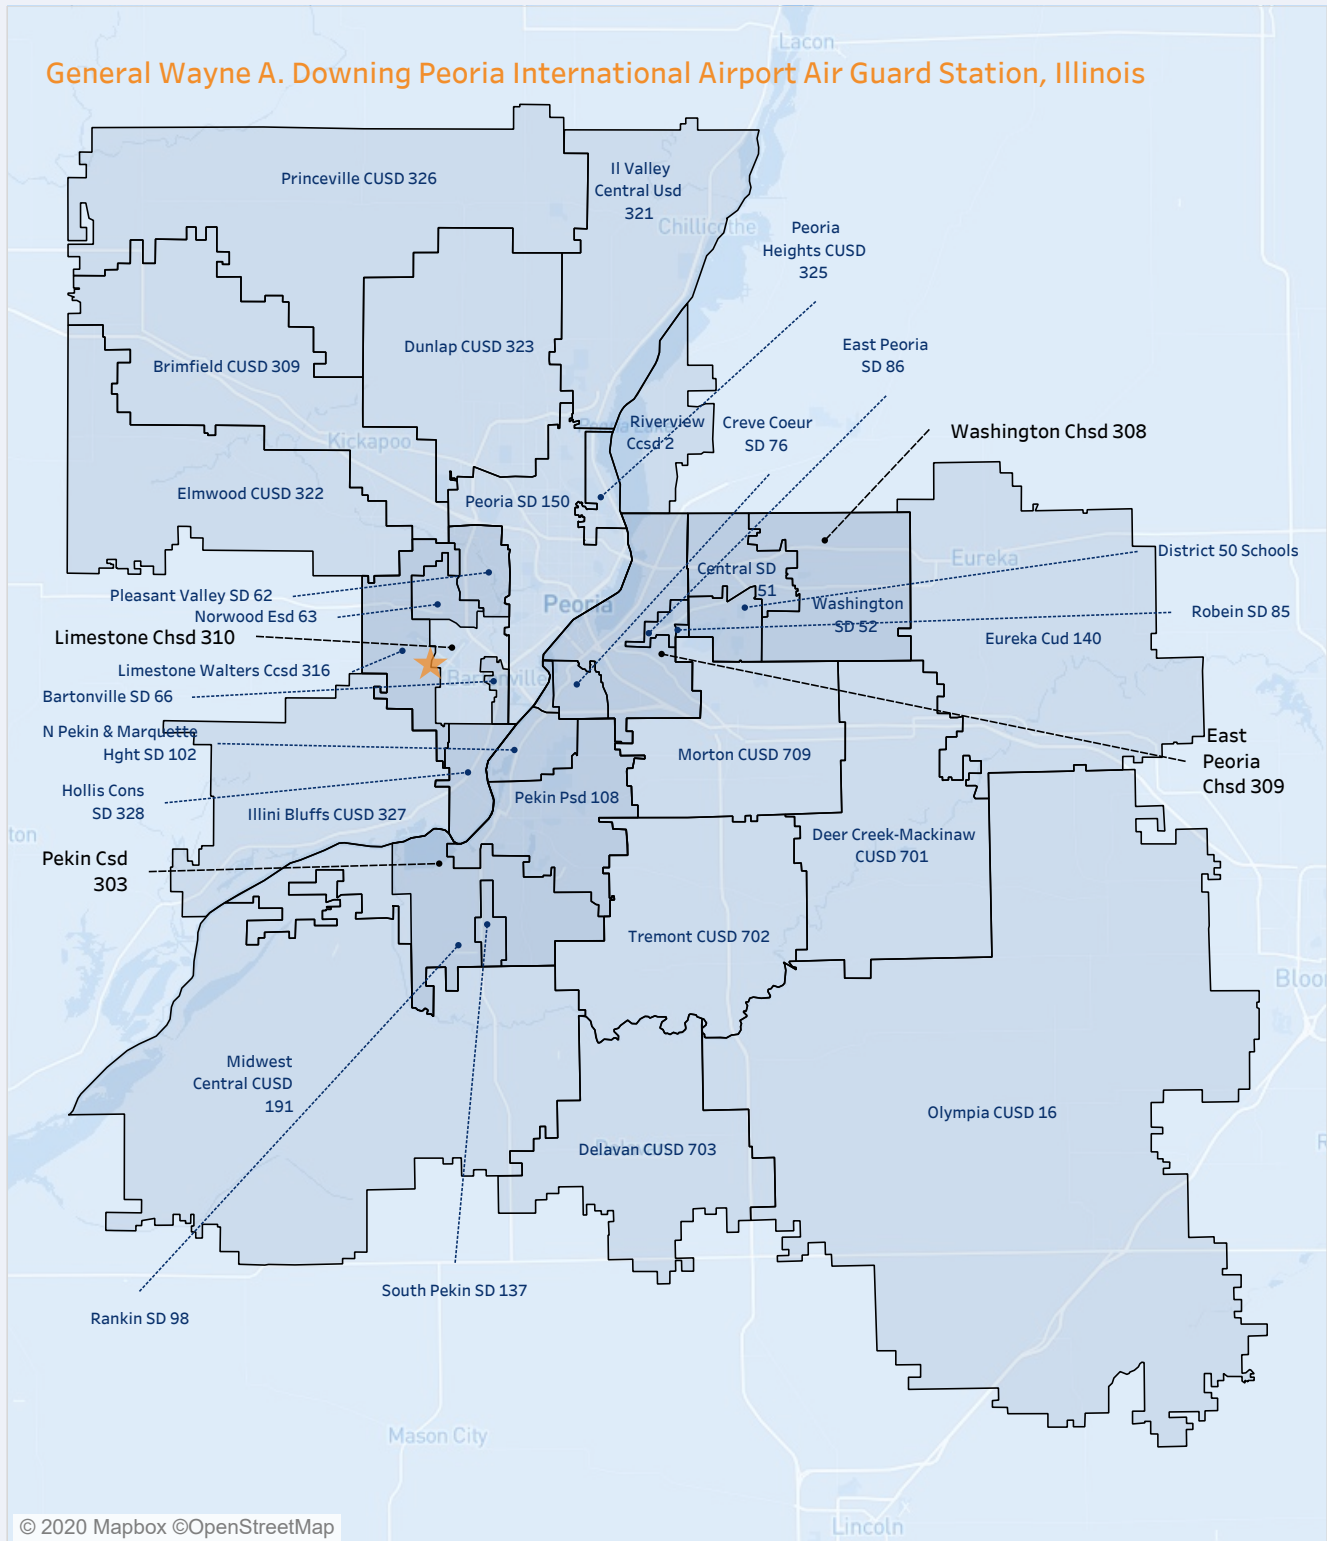 Lacon
General Wayne A. Downing Peoria International Airport Air Guard Station, Illinois
Princeville CUSD 326
Il Valley
Central Usd
321
Chillicothe
Peoria
Heights CUSD
325
Dunlap CUSD 323
East Peoria
SD 86
Brimfield CUSD 309
Riverview
Ccsd 2
Creve Coeur
SD 76
Washington Chsd 308
Kickapoo
Elmwood CUSD 322
Peoria SD 150
Eureka
District 50 Schools
Central SD
51
Pleasant Valley SD 62
Norwood Esd 63
Peoria
Washington
SD 52
Robein SD 85
Limestone Chsd 310
Eureka Cud 140
Limestone Walters Ccsd 316
Bartonville
Bartonville SD 66
N Pekin & Marquette
Hght SD 102
East
Peoria
Chsd 309
Morton CUSD 709
Hollis Cons
SD 328
Pekin Psd 108
Illini Bluffs CUSD 327
ton
Deer Creek-Mackinaw
CUSD 701
Pekin Csd
303
Tremont CUSD 702
Bloo
Midwest
Central CUSD
191
Olympia CUSD 16
Delavan CUSD 703
R
South Pekin SD 137
Rankin SD 98
Mason City
© 2020 Mapbox ©OpenStreetMap
Lincoln